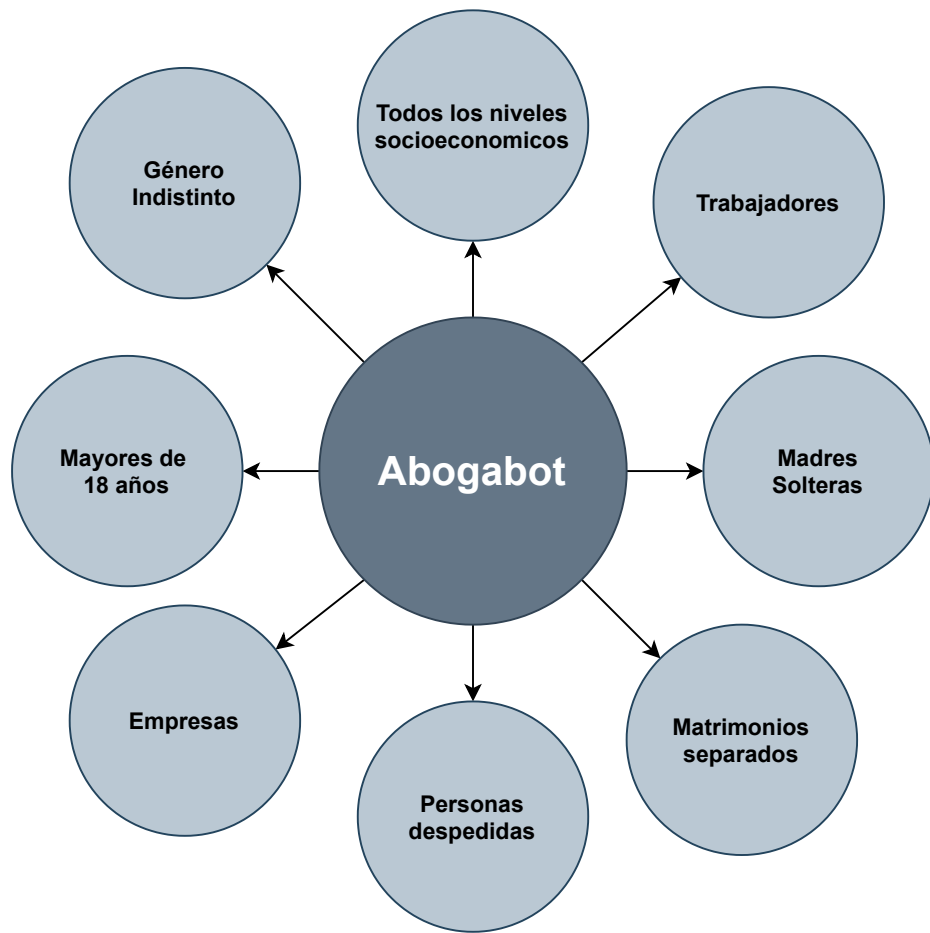 Todos los niveles
socioeconomicos
Género
Indistinto
Trabajadores
Abogabot
Mayores de
18 años
Madres
Solteras
Empresas
Matrimonios
separados
Personas
despedidas